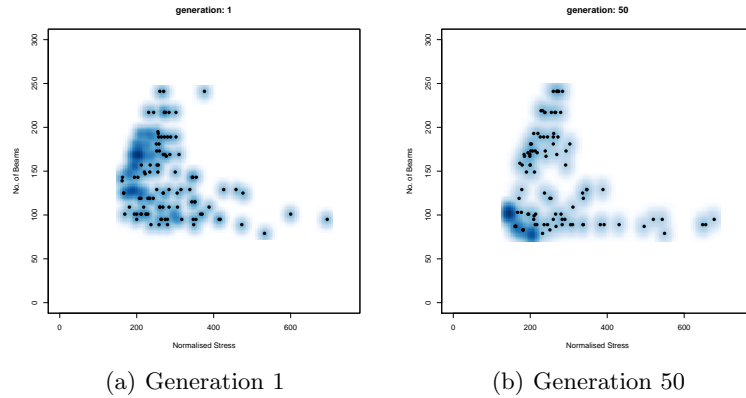 generation: 1
300
250
200
150
100
50
0
No. of Beams
0
200
400
600
Normalised Stress
(a) Generation 1
generation: 50
300
250
200
150
100
50
0
No. of Beams
0
200
400
600
Normalised Stress
(b) Generation 50